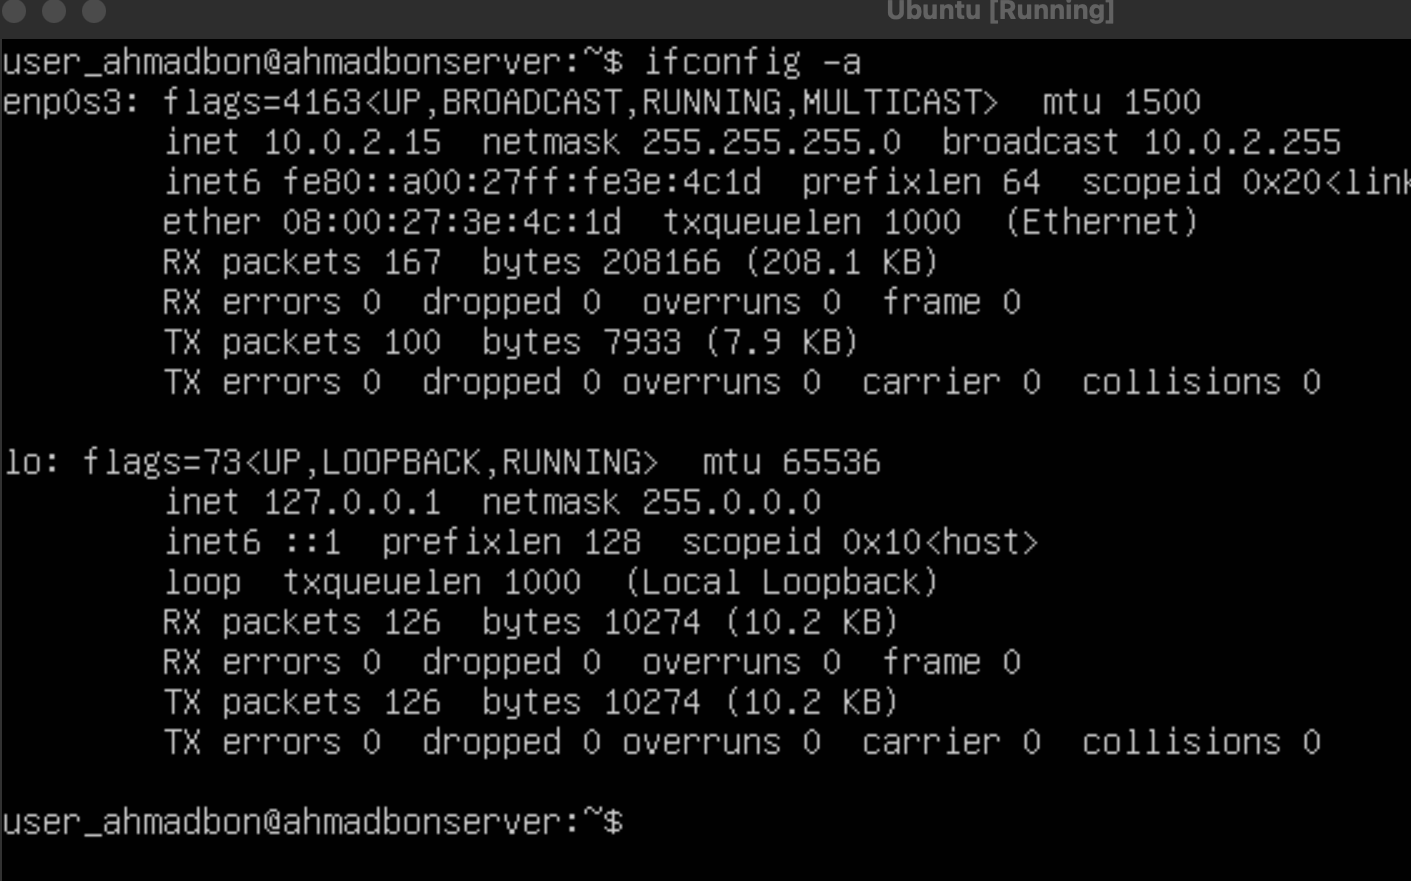 Ubuntu [Running]
user_ahmadbon@ahmadbonserver:~$ ifconfig -a
enp0s3: flags=4163<UP,BROADCAST,RUNNING,MULTICAST>  mtu 1500
        inet 10.0.2.15  netmask 255.255.255.0  broadcast 10.0.2.255
        inet6 fe80::a00:27ff:fe3e:4c1d  prefixlen 64  scopeid 0x20<link
        ether 08:00:27:3e:4c:1d  txqueuelen 1000  (Ethernet)
        RX packets 167  bytes 208166 (208.1 KB)
        RX errors 0  dropped 0  overruns 0  frame 0
        TX packets 100  bytes 7933 (7.9 KB)
        TX errors 0  dropped 0 overruns 0  carrier 0  collisions 0
lo: flags=73<UP,LOOPBACK,RUNNING>  mtu 65536
        inet 127.0.0.1  netmask 255.0.0.0
        inet6 ::1  prefixlen 128  scopeid 0x10<host>
        loop  txqueuelen 1000  (Local Loopback)
        RX packets 126  bytes 10274 (10.2 KB)
        RX errors 0  dropped 0  overruns 0  frame 0
        TX packets 126  bytes 10274 (10.2 KB)
        TX errors 0  dropped 0 overruns 0  carrier 0  collisions 0
user_ahmadbon@ahmadbonserver:~$